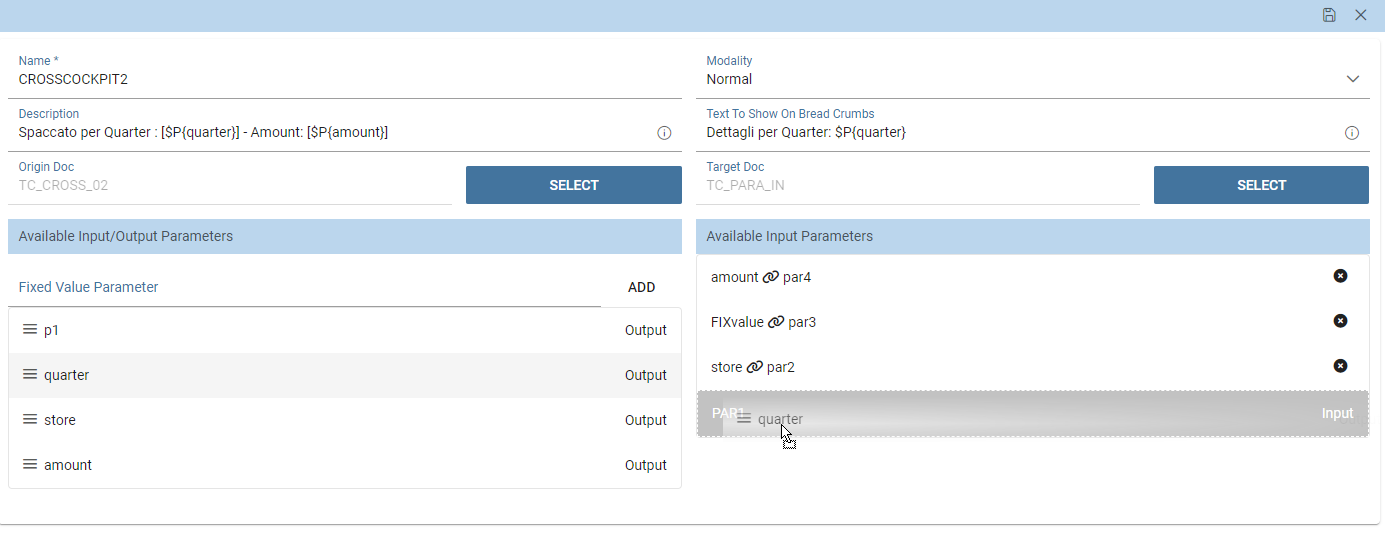 Name *
CROSSCOCKPIT2
Modality
Normal
Description
Spaccato per Quarter : [$P{quarter}] - Amount: [$P{amount}]
Text To Show On Bread Crumbs
Dettagli per Quarter: $P{quarter}
Origin Doc
TC_CROSS_02
SELECT
Target Doc
TC_PARA_IN
SELECT
Available Input/Output Parameters
Fixed Value Parameter
ADD
p1 Output
quarter Output
store Output
amount Output
Available Input Parameters
amount par4
FIXvalue par3
store par2
PAR1 Input
quarter